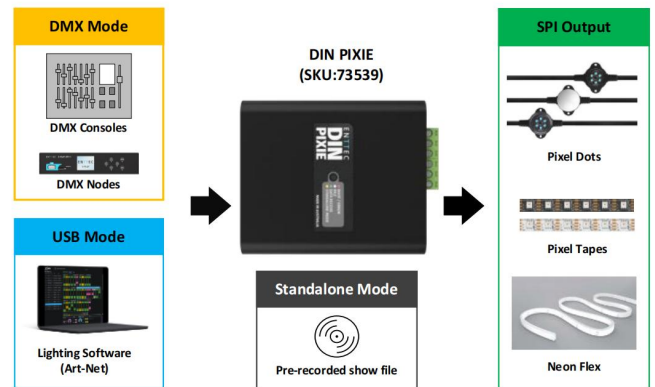 DMX Mode
DMX Consoles
DMX Nodes
USB Mode
Lighting Software
(Art-Net)
DIN PIXIE
(SKU:73539)
ENTTEC
DIN
PIXIE
Standalone Mode
Pre-recorded show file
SPI Output
Pixel Dots
Pixel Tapes
Neon Flex